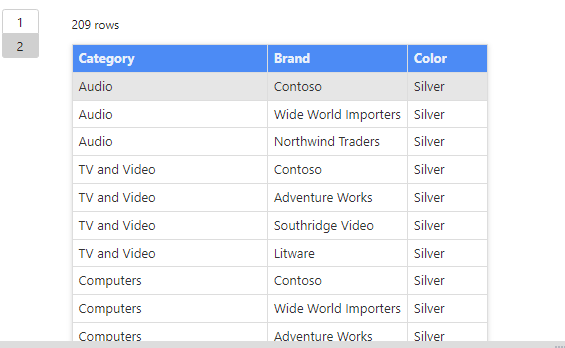 1
2
209 rows
Category Brand Color
Audio Contoso Silver
Audio Wide World Importers Silver
Audio Northwind Traders Silver
TV and Video Contoso Silver
TV and Video Adventure Works Silver
TV and Video Southridge Video Silver
TV and Video Litware Silver
Computers Contoso Silver
Computers Wide World Importers Silver
Computers Adventure Works Silver